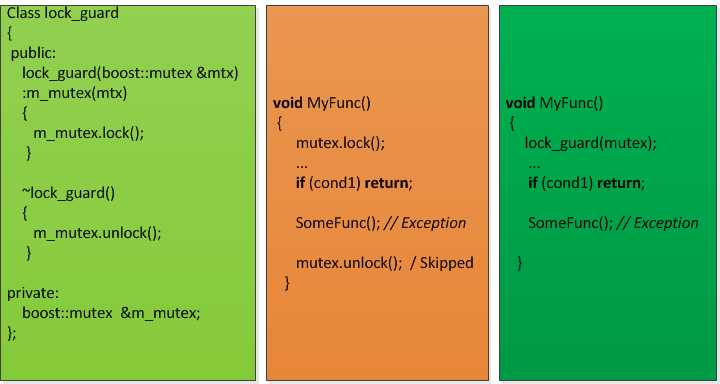 Class lock_guard
{
public:
lock_guard(boost::mutex &mtx)
:m_mutex(mtx)
{
m_mutex.lock();
}
~lock_guard()
{
m_mutex.unlock();
}
private:
boost::mutex &m_mutex;
};
void MyFunc()
{
mutex.lock();
...
if (cond1) return;
SomeFunc(); // Exception
mutex.unlock(); / Skipped
}
void MyFunc()
{
lock_guard(mutex);
...
if (cond1) return;
SomeFunc(); // Exception
}